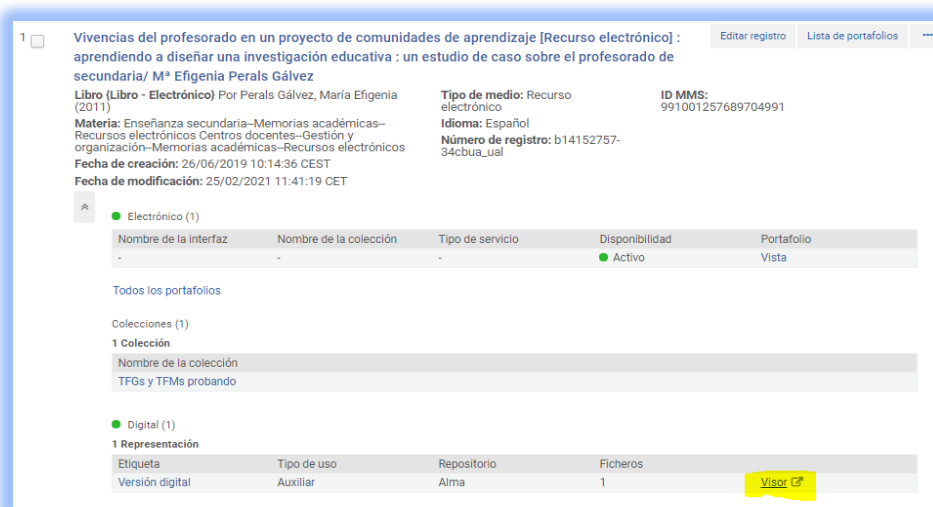 1
Vivencias del profesorado en un proyecto de comunidades de aprendizaje [Recurso electrónico] :
aprendiendo a diseñar una investigación educativa : un estudio de caso sobre el profesorado de
secundaria/ Mª Efigenia Perals Gálvez
Editar registro Lista de portafolios ···
Libro {Libro - Electrónico} Por Perals Gálvez, María Efigenia
(2011)
Materia: Enseñanza secundaria--Memorias académicas--
Recursos electrónicos Centros docentes--Gestión y
organización--Memorias académicas--Recursos electrónicos
Fecha de creación: 26/06/2019 10:14:36 CEST
Fecha de modificación: 25/02/2021 11:41:19 CET
Tipo de medio: Recurso
electrónico
Idioma: Español
Número de registro: b14152757-
34cbua_ual
ID MMS:
991001257689704991
Electrónico (1)
Nombre de la interfaz Nombre de la colección Tipo de servicio Disponibilidad Portafolio
- - - Activo Vista
Todos los portafolios
Colecciones (1)
1 Colección
Nombre de la colección
TFGs y TFMs probando
Digital (1)
1 Representación
Etiqueta Tipo de uso Repositorio Ficheros
Versión digital Auxiliar Alma 1 Visor